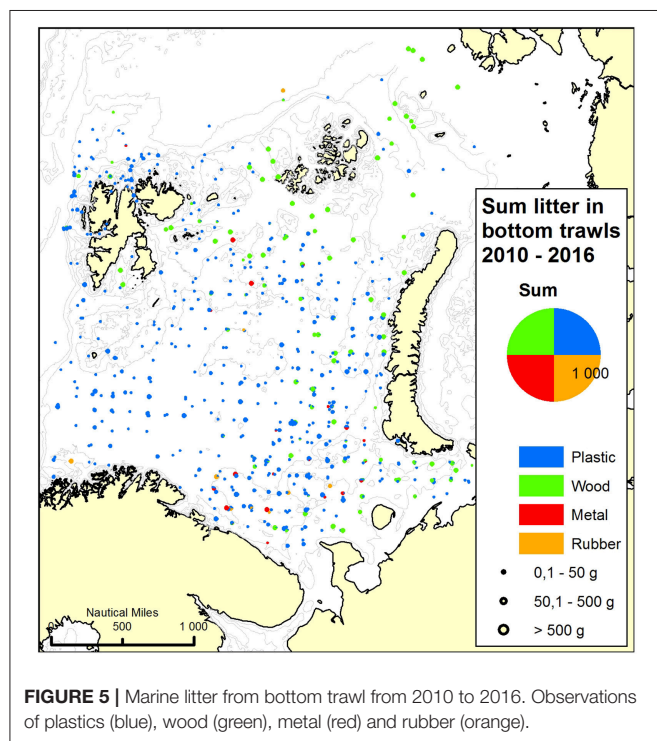 Sum litter in
bottom trawls
2010 - 2016
Sum
1 000
Plastic
Wood
Metal
Rubber
0,1 - 50 g
50,1 - 500 g
> 500 g
Nautical Miles
0 500 1 000
FIGURE 5 | Marine litter from bottom trawl from 2010 to 2016. Observations
of plastics (blue), wood (green), metal (red) and rubber (orange).